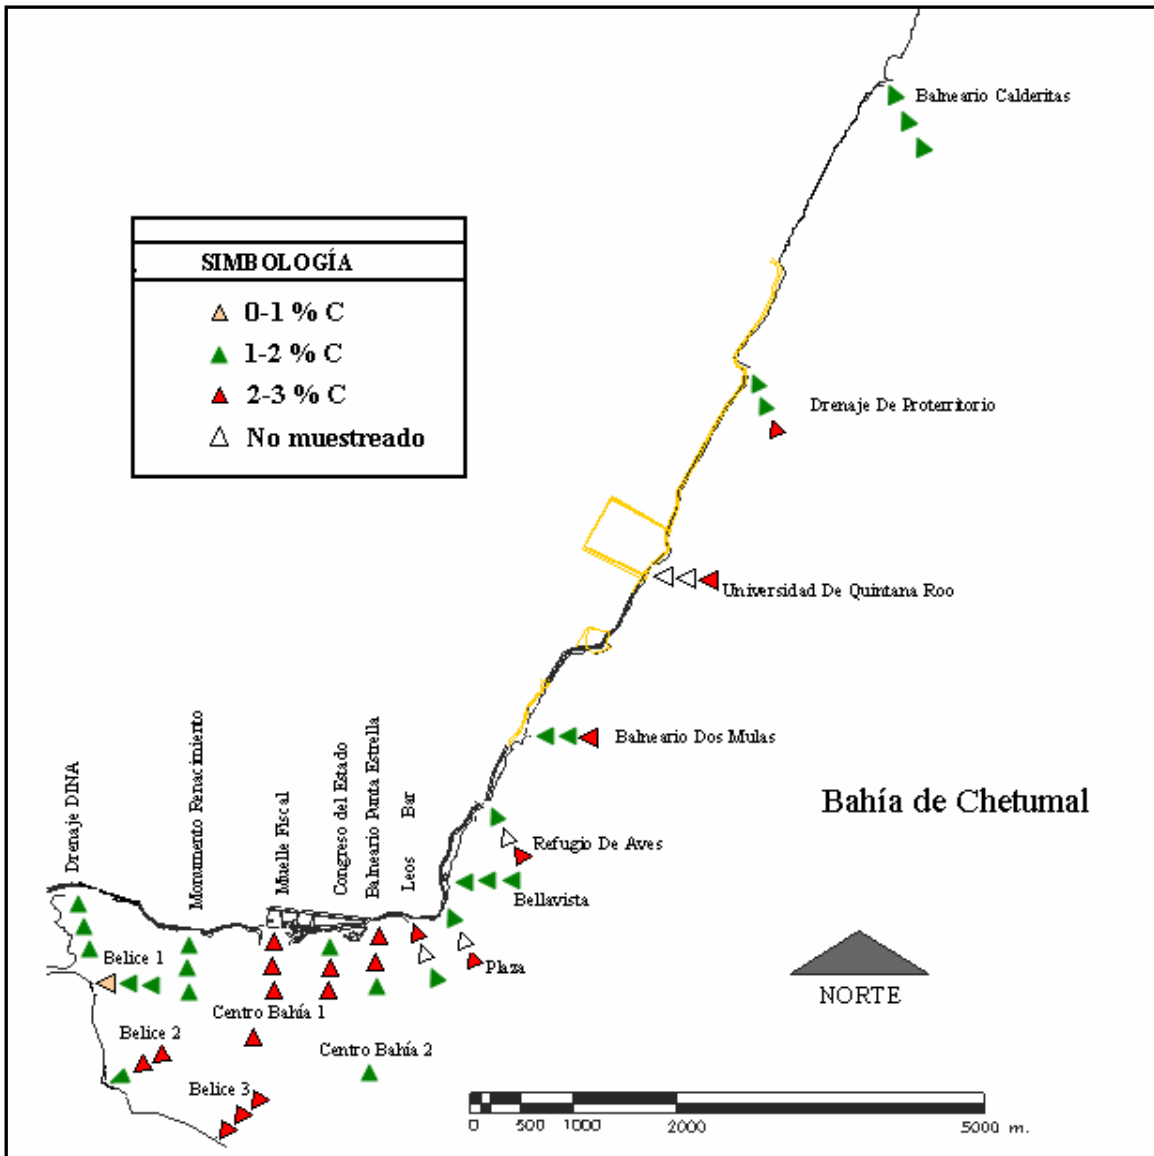 Balneario Calderitas
SIMBOLOGÍA
0-1 % C
1-2 % C
2-3 % C
No muestreado
Drenaje De Proterritorio
Universidad De Quintana Roo
Balneario Dos Mulas
Bahía de Chetumal
Drenaje DINA
Monumento Renacimiento
Muelle Fiscal
Congreso del Estado
Balneario Punta Estrella
Leos Bar
Refugio De Aves
Bellavista
Plaza
Belice 1
NORTE
Centro Bahía 1
Belice 2
Centro Bahía 2
Belice 3
0 500 1000 2000 5000 m.